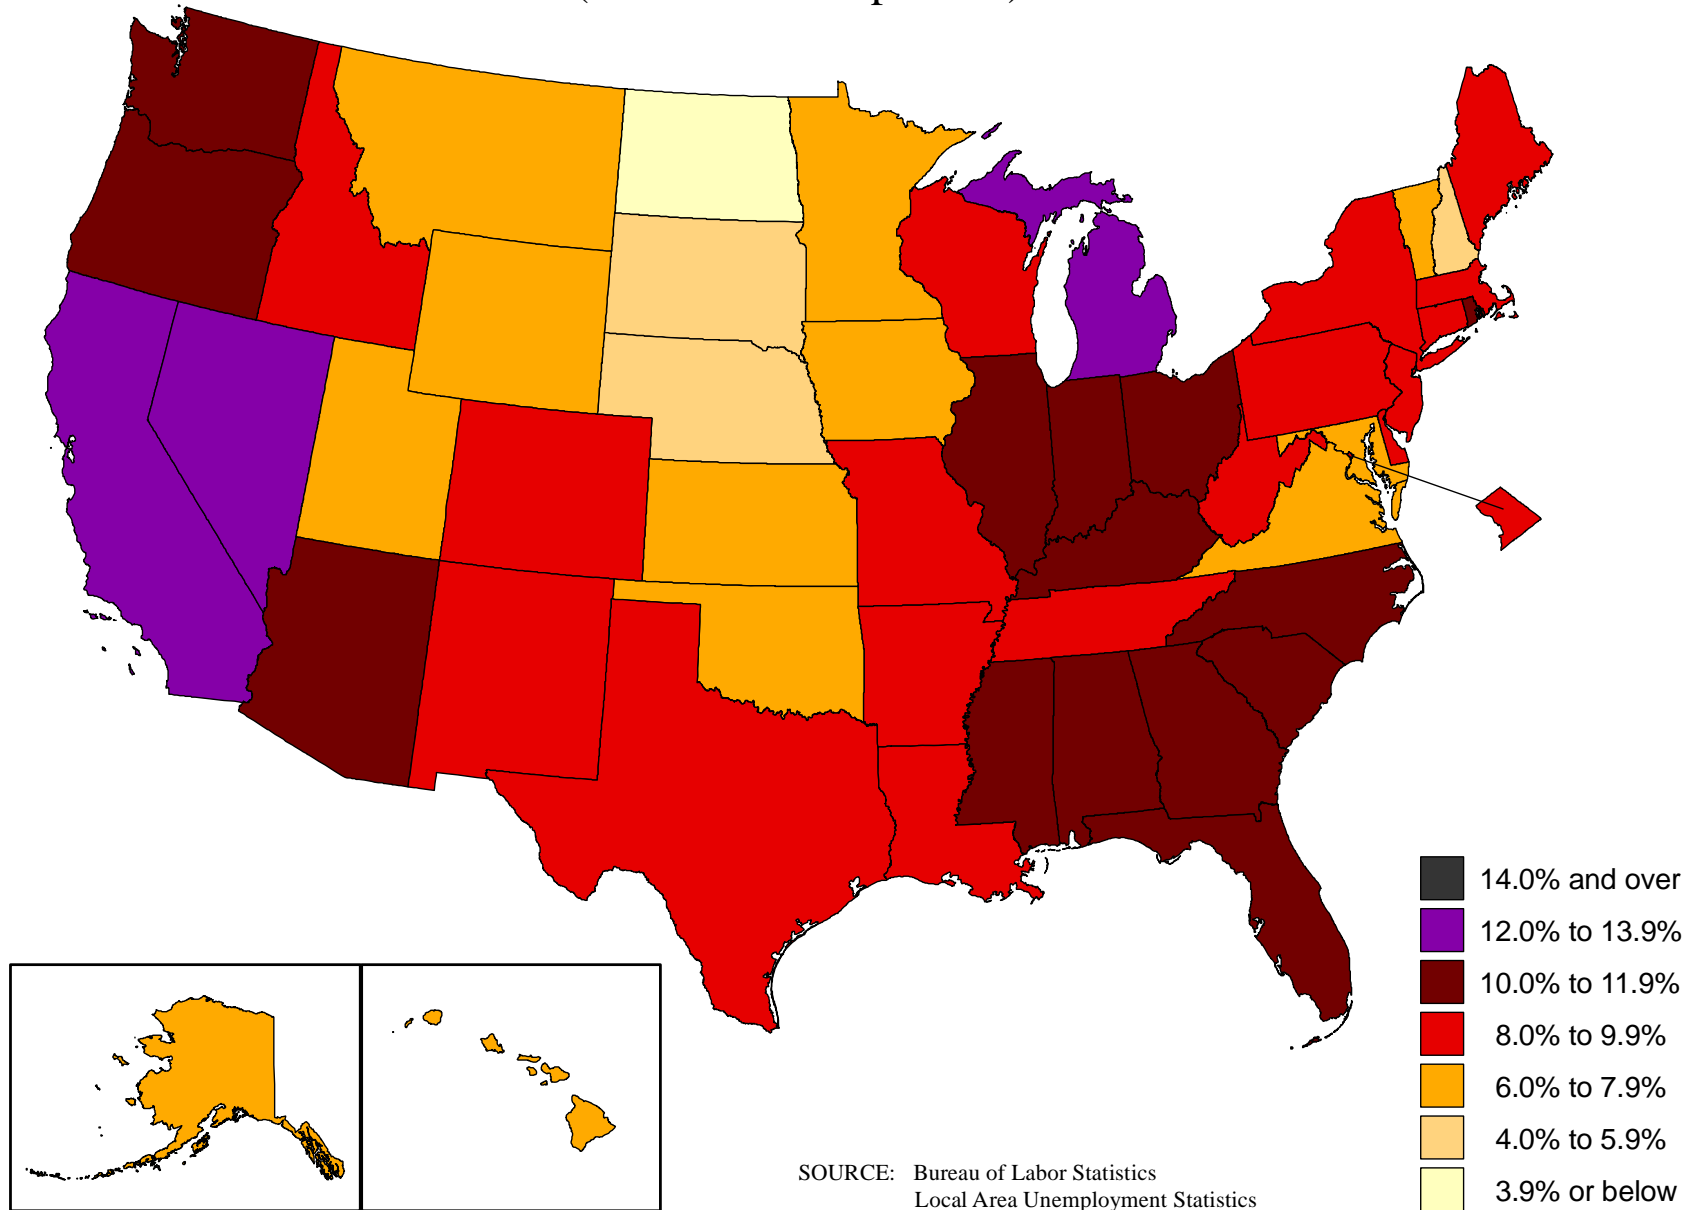 14.0% and over
12.0% to 13.9%
10.0% to 11.9%
8.0% to 9.9%
6.0% to 7.9%
4.0% to 5.9%
3.9% or below
SOURCE: Bureau of Labor Statistics
Local Area Unemployment Statistics